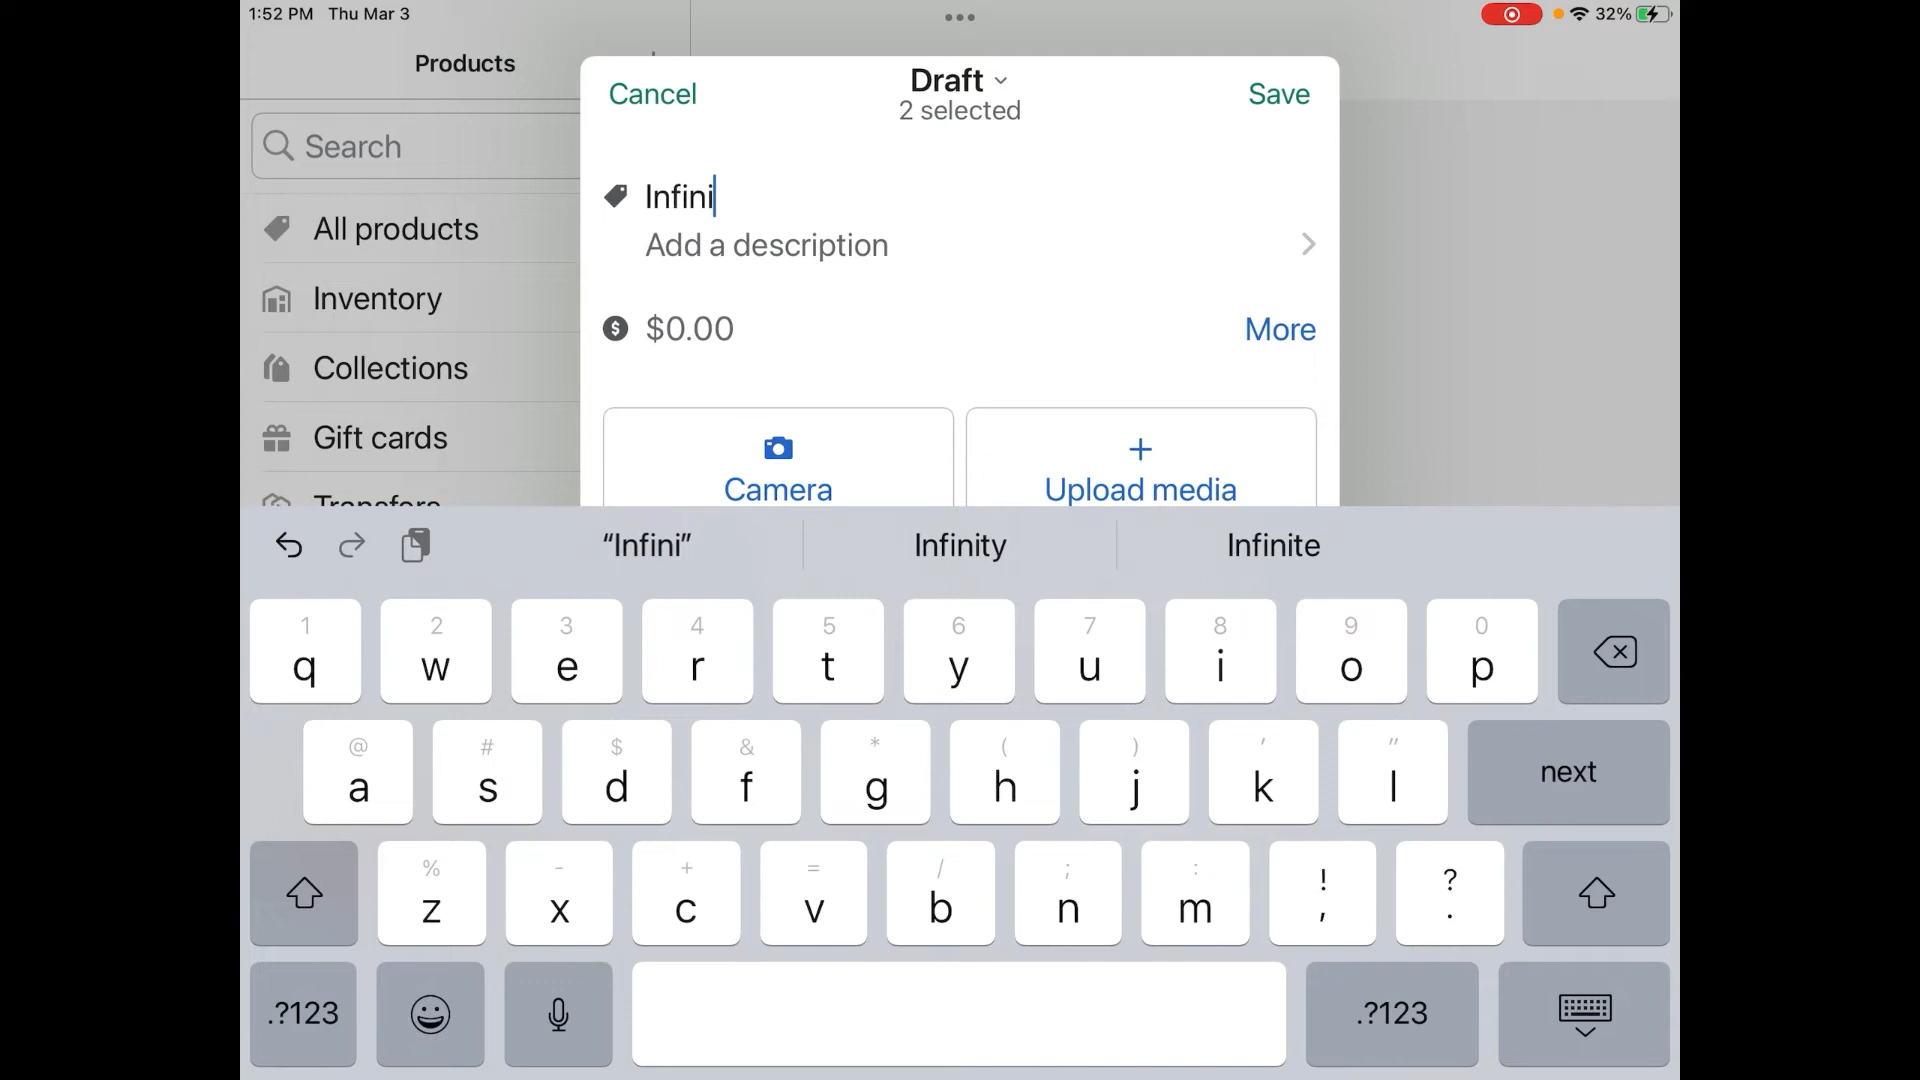 1:52 PM Thu Mar 3
32%
Products
Search
All products
Inventory
Collections
Gift cards
Transfers
Cancel
Draft
2 selected
Save
Infini
Add a description
$0.00
More
Camera
Upload media
“Infini” Infinity Infinite
1 2 3 4 5 6 7 8 9 0
q w e r t y u i o p
@ # $ & * ( ) ' "
a s d f g h j k l next
% - + = / ; : ! ?
z x c v b n m , .
.?123 .?123